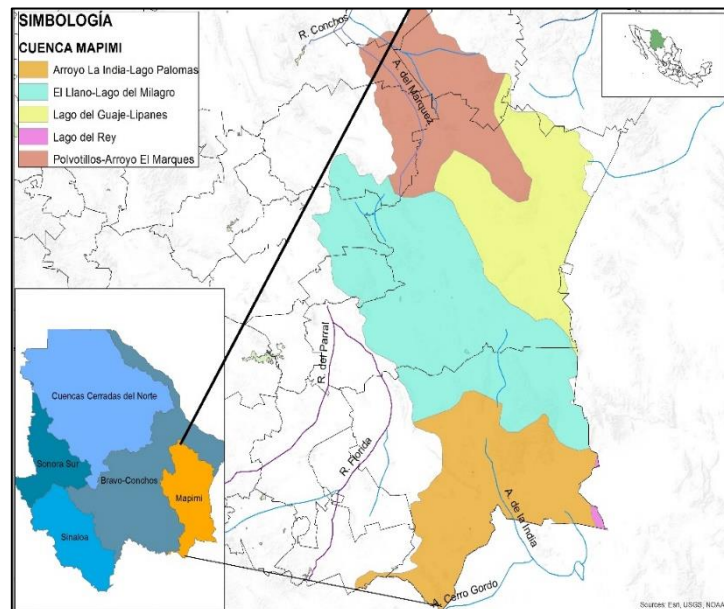 SIMBOLOGÍA
CUENCA MAPIMI
Arroyo La India-Lago Palomas
El Llano-Lago del Milagro
Lago del Guaje-Lipanes
Lago del Rey
Polvotillos-Arroyo El Marques
R. Conchos
A. del Marquez
R. del Parral
R. Florida
A. de la India
A. Cerro Gordo
Cuencas Cerradas del Norte
Sonora Sur
Bravo-Conchos
Mapimi
Sinaloa
Sources: Esri, USGS, NOAA